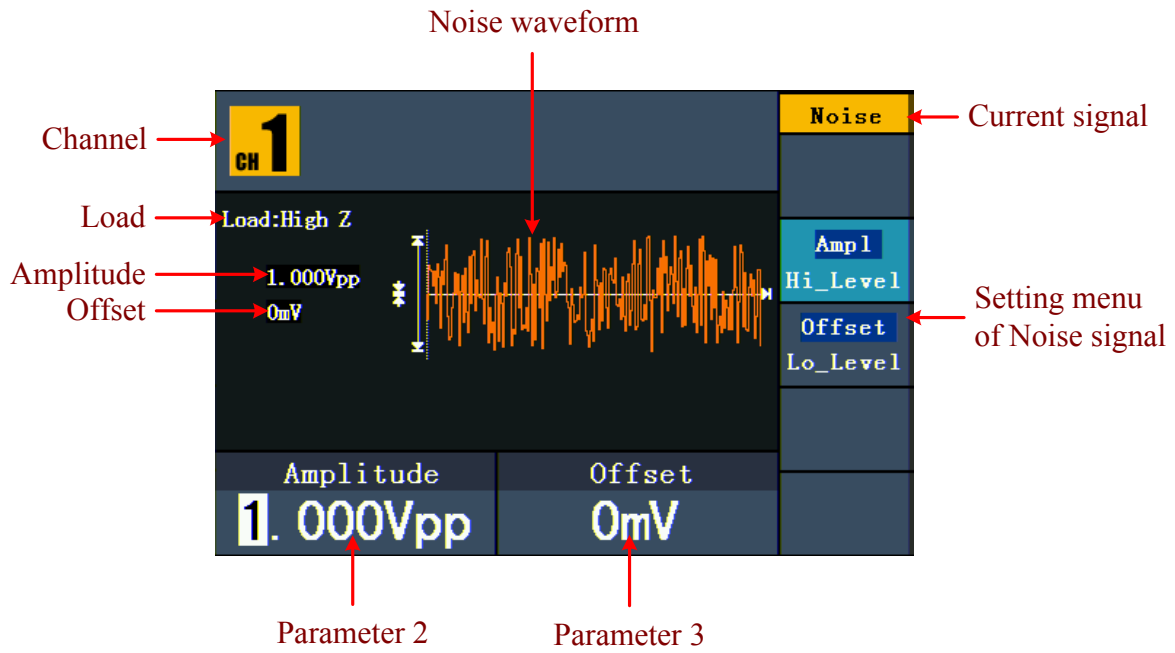 Noise waveform
Channel
CH 1
Noise
Current signal
Load
Load:High Z
Amplitude
1.000Vpp
Offset
0mV
Ampl
Hi_Level
Offset
Lo_Level
Setting menu
of Noise signal
Amplitude
Offset
1.000Vpp
0mV
Parameter 2
Parameter 3